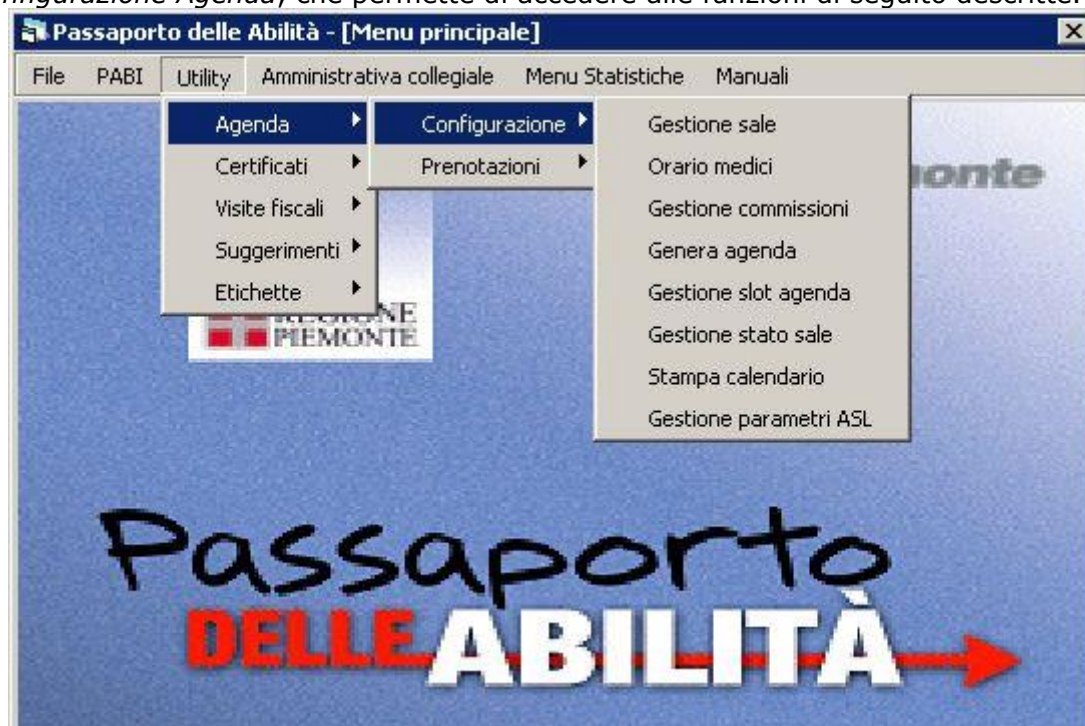 nfigurazione Agenda, che permette di accedere alle funzioni di seguito descritte.
Passaporto delle Abilità - [Menu principale]
File PABI Utility Amministrativa collegiale Menu Statistiche Manuali
Agenda Configurazione Gestione sale
Certificati Prenotazioni Orario medici
Visite fiscali Gestione commissioni
Suggerimenti Genera agenda
Etichette Gestione slot agenda
Gestione stato sale
Stampa calendario
Gestione parametri ASL
REGIONE
PIEMONTE
Passaporto
DELLE ABILITÀ